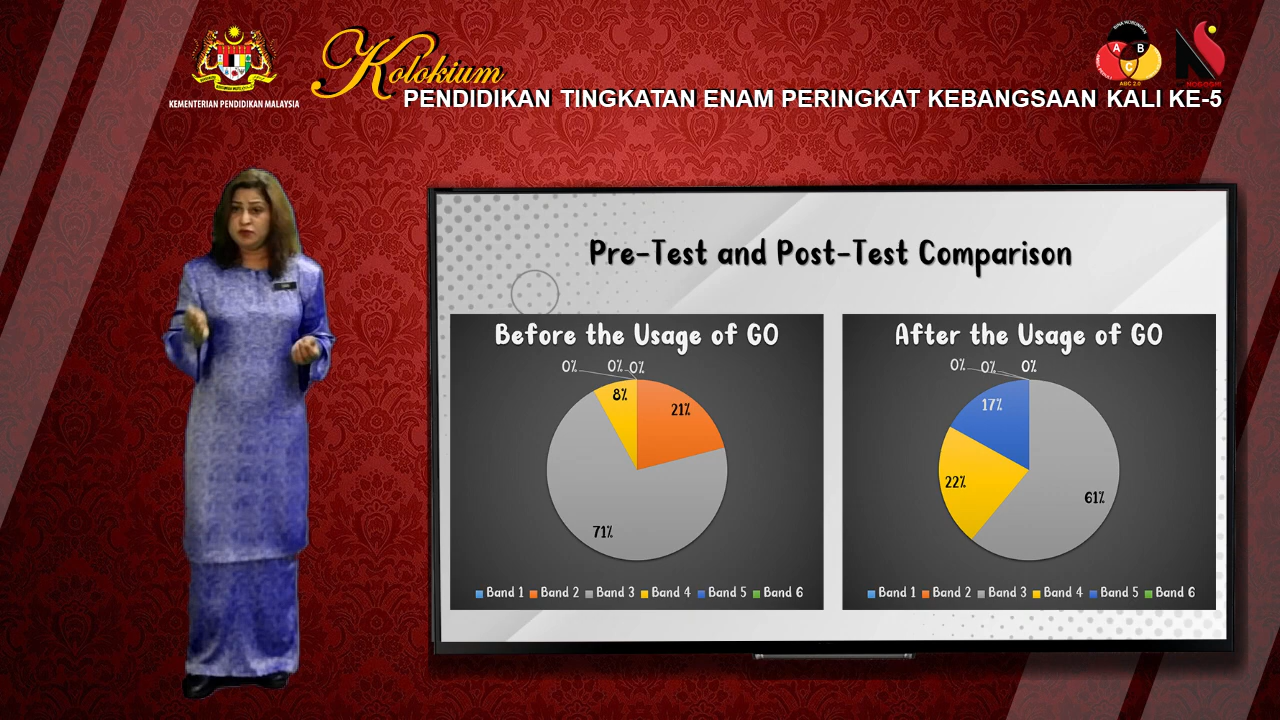 Kolokium
KEMENTERIAN PENDIDIKAN MALAYSIA
PENDIDIKAN TINGKATAN ENAM PERINGKAT KEBANGSAAN KALI KE-5
A B
C
ABC 2.0
Pre-Test and Post-Test Comparison
Before the Usage of GO
0% 0% 0%
8% 21%
71%
Band 1 Band 2 Band 3 Band 4 Band 5 Band 6
After the Usage of GO
0% 0% 0%
17%
22%
61%
Band 1 Band 2 Band 3 Band 4 Band 5 Band 6